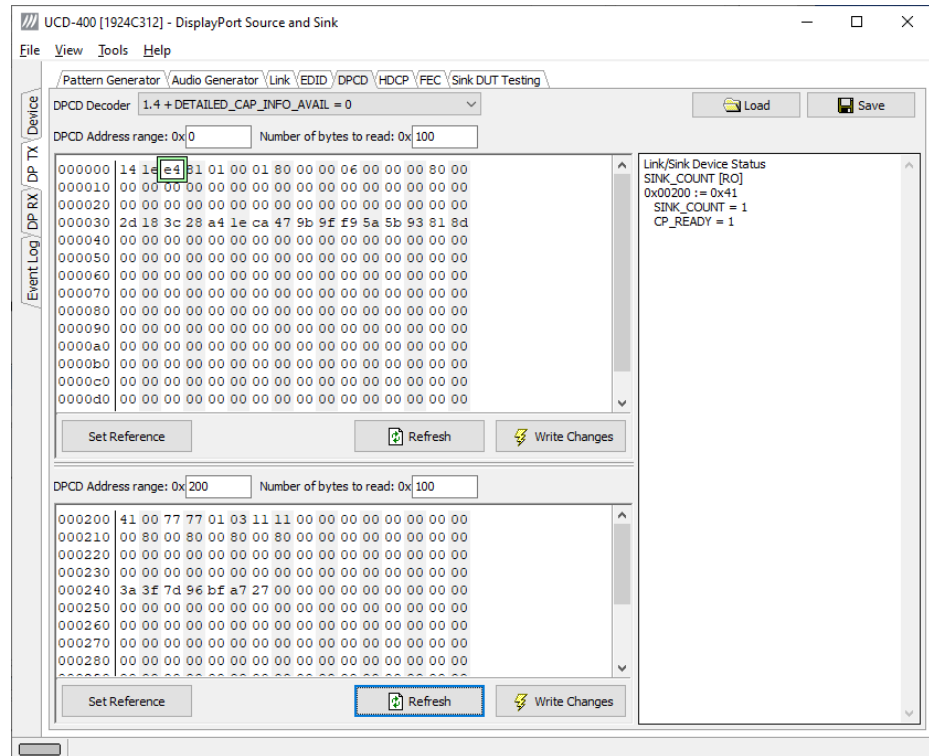 UCD-400 [1924C312] - DisplayPort Source and Sink
File View Tools Help
Pattern Generator Audio Generator Link EDID DPCD HDCP FEC Sink DUT Testing
Device
DP TX
DP RX
Event Log
DPCD Decoder 1.4 + DETAILED_CAP_INFO_AVAIL = 0
Load Save
DPCD Address range: 0x 0 Number of bytes to read: 0x 100
000000 14 1e e4 81 01 00 01 80 00 00 06 00 00 00 80 00
000010 00 00 00 00 00 00 00 00 00 00 00 00 00 00 00 00
000020 00 00 00 00 00 00 00 00 00 00 00 00 00 00 00 00
000030 2d 18 3c 28 a4 1e ca 47 9b 9f f9 5a 5b 93 81 8d
000040 00 00 00 00 00 00 00 00 00 00 00 00 00 00 00 00
000050 00 00 00 00 00 00 00 00 00 00 00 00 00 00 00 00
000060 00 00 00 00 00 00 00 00 00 00 00 00 00 00 00 00
000070 00 00 00 00 00 00 00 00 00 00 00 00 00 00 00 00
000080 00 00 00 00 00 00 00 00 00 00 00 00 00 00 00 00
000090 00 00 00 00 00 00 00 00 00 00 00 00 00 00 00 00
0000a0 00 00 00 00 00 00 00 00 00 00 00 00 00 00 00 00
0000b0 00 00 00 00 00 00 00 00 00 00 00 00 00 00 00 00
0000c0 00 00 00 00 00 00 00 00 00 00 00 00 00 00 00 00
0000d0 00 00 00 00 00 00 00 00 00 00 00 00 00 00 00 00
Set Reference Refresh Write Changes
DPCD Address range: 0x 200 Number of bytes to read: 0x 100
000200 41 00 77 77 01 03 11 11 00 00 00 00 00 00 00 00
000210 00 80 00 80 00 80 00 80 00 00 00 00 00 00 00 00
000220 00 00 00 00 00 00 00 00 00 00 00 00 00 00 00 00
000230 00 00 00 00 00 00 00 00 00 00 00 00 00 00 00 00
000240 3a 3f 7d 96 bf a7 27 00 00 00 00 00 00 00 00 00
000250 00 00 00 00 00 00 00 00 00 00 00 00 00 00 00 00
000260 00 00 00 00 00 00 00 00 00 00 00 00 00 00 00 00
000270 00 00 00 00 00 00 00 00 00 00 00 00 00 00 00 00
000280 00 00 00 00 00 00 00 00 00 00 00 00 00 00 00 00
Set Reference Refresh Write Changes
Link/Sink Device Status
SINK_COUNT [RO]
0x00200 := 0x41
SINK_COUNT = 1
CP_READY = 1